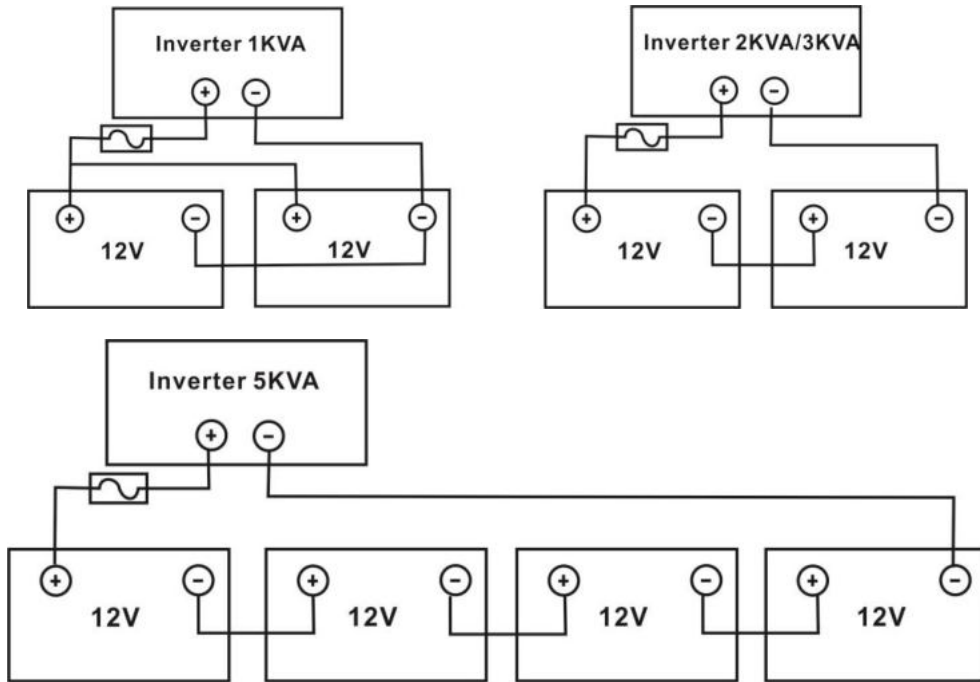 Inverter 1KVA
+ −
+ − + −
12V 12V
Inverter 2KVA/3KVA
+ −
+ − + −
12V 12V
Inverter 5KVA
+ −
+ − + − + − + −
12V 12V 12V 12V